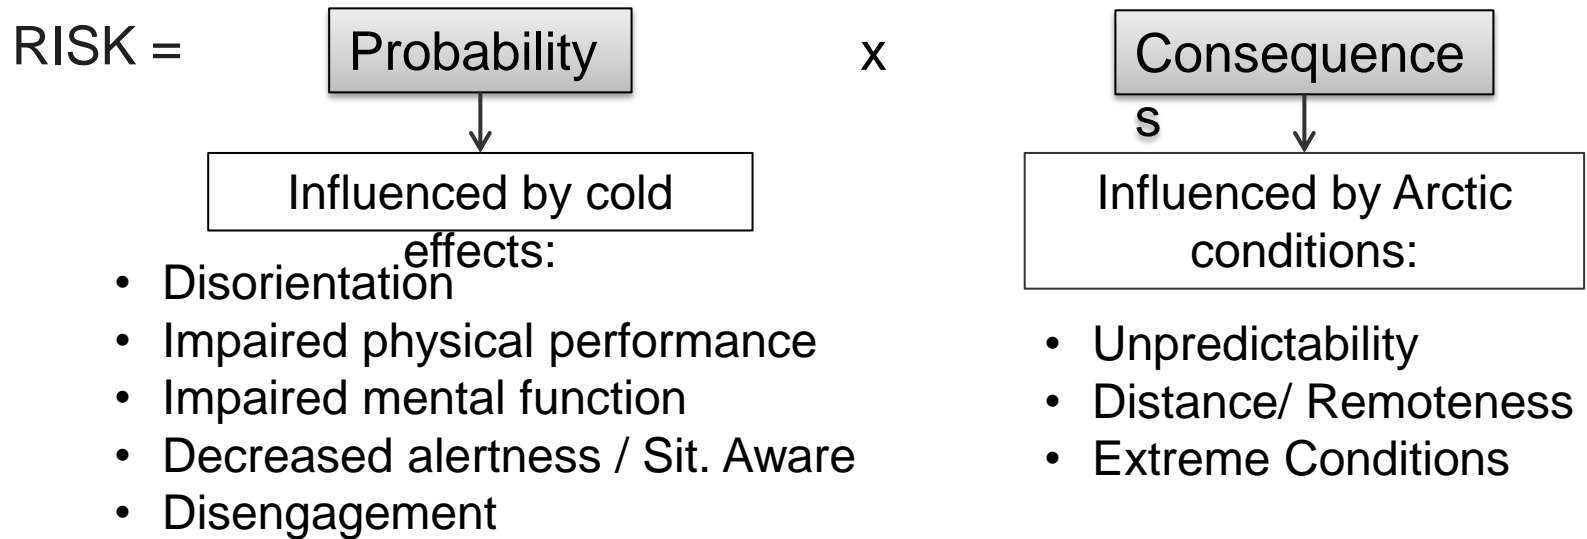 RISK = Probability x Consequence
s
Influenced by cold
effects:
• Disorientation
• Impaired physical performance
• Impaired mental function
• Decreased alertness / Sit. Aware
• Disengagement
Influenced by Arctic
conditions:
• Unpredictability
• Distance/ Remoteness
• Extreme Conditions